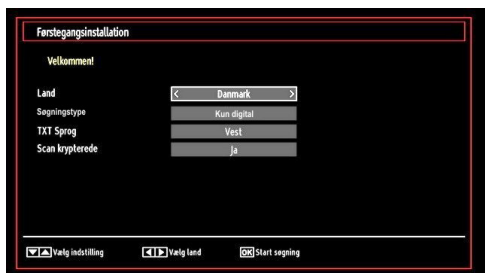 Førstegangsinstallation
Velkommen!
Land < Danmark >
Søgningstype Kun digital
TXT Sprog Vest
Scan krypterede Ja
Vælg indstilling Vælg land OK Start søgning